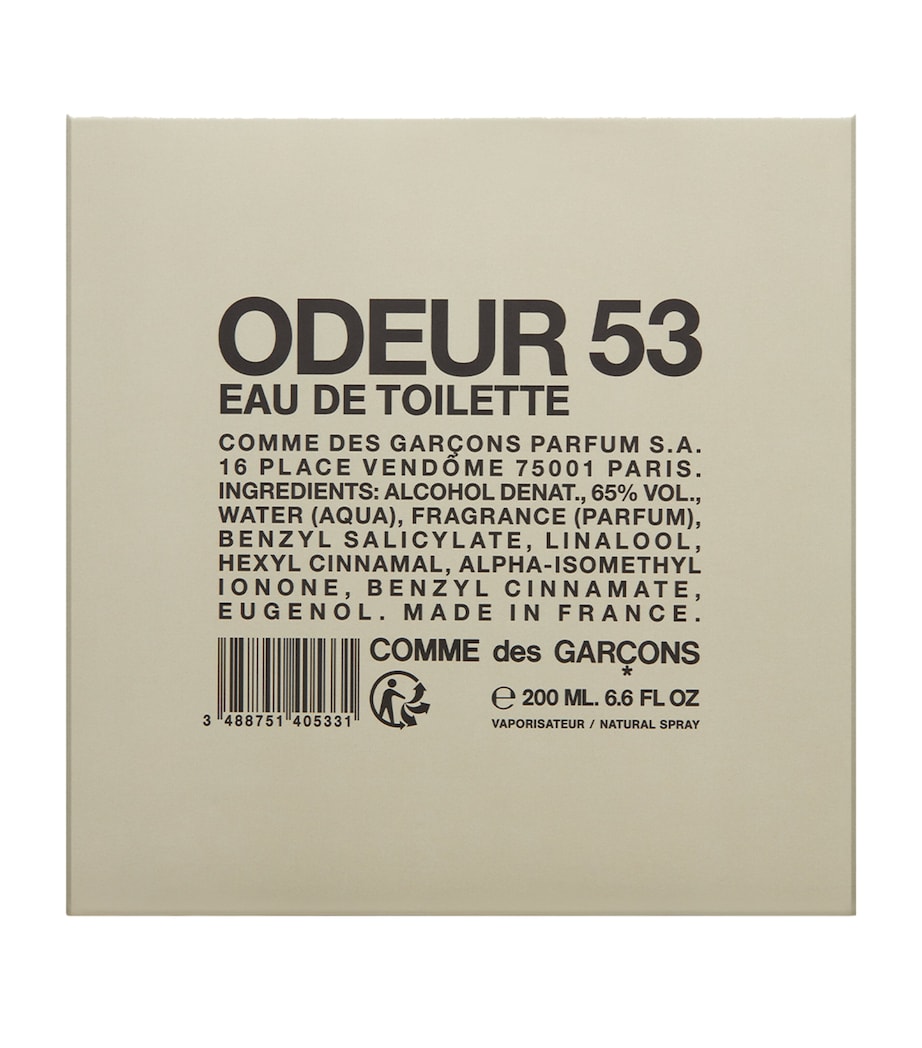 ODEUR 53
EAU DE TOILETTE
COMME DES GARÇONS PARFUM S.A.
16 PLACE VENDÔME 75001 PARIS.
INGREDIENTS: ALCOHOL DENAT., 65% VOL.,
WATER (AQUA), FRAGRANCE (PARFUM),
BENZYL SALICYLATE, LINALOOL,
HEXYL CINNAMAL, ALPHA-ISOMETHYL
IONONE, BENZYL CINNAMATE,
EUGENOL. MADE IN FRANCE.
COMME des GARÇONS
*
℮ 200 ML. 6.6 FL OZ
3 488751 405331
VAPORISATEUR / NATURAL SPRAY